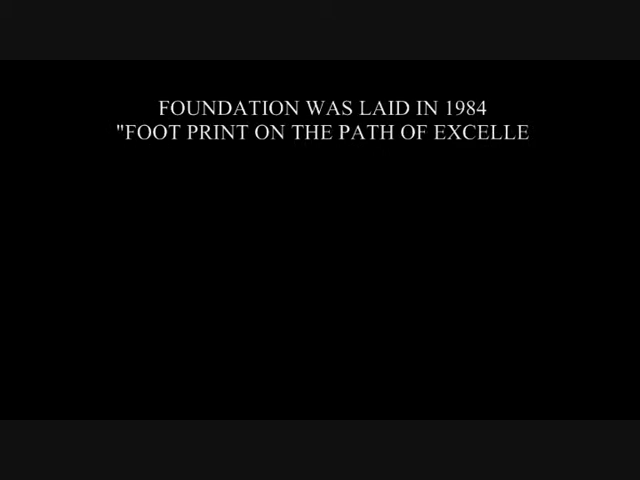 FOUNDATION WAS LAID IN 1984
"FOOT PRINT ON THE PATH OF EXCELLE